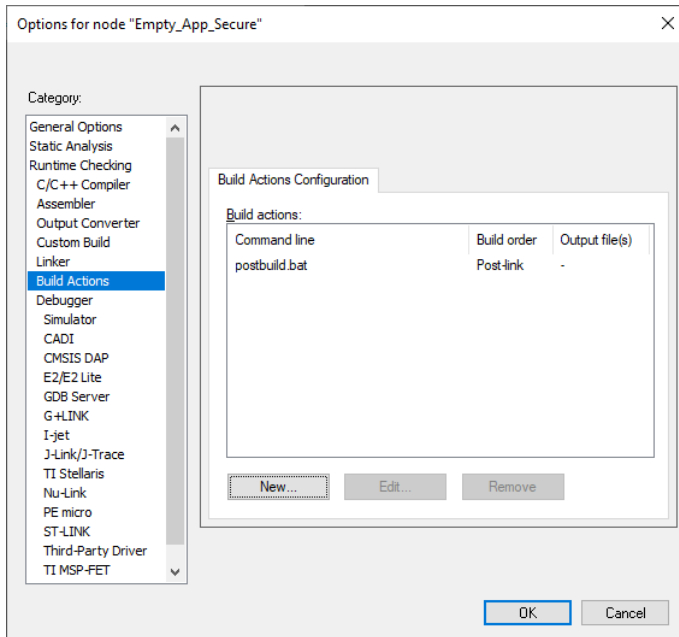 Options for node "Empty_App_Secure"
Category:
General Options
Static Analysis
Runtime Checking
C/C++ Compiler
Assembler
Output Converter
Custom Build
Linker
Build Actions
Debugger
Simulator
CADI
CMSIS DAP
E2/E2 Lite
GDB Server
G+LINK
I-jet
J-Link/J-Trace
TI Stellaris
Nu-Link
PE micro
ST-LINK
Third-Party Driver
TI MSP-FET
Build Actions Configuration
Build actions:
Command line Build order Output file(s)
postbuild.bat Post-link -
New... Edit... Remove
OK Cancel